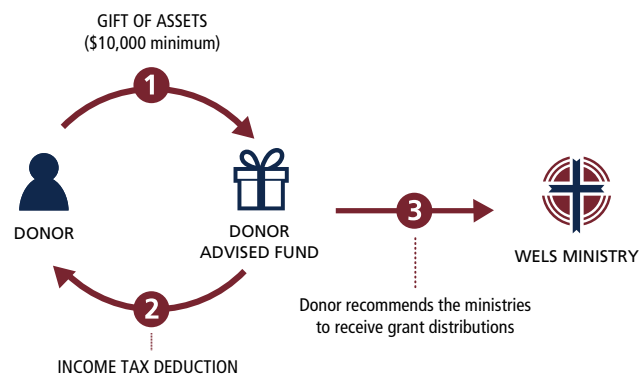 GIFT OF ASSETS
($10,000 minimum)
1
DONOR
DONOR
ADVISED FUND
3
WELS MINISTRY
2
Donor recommends the ministries
to receive grant distributions
INCOME TAX DEDUCTION